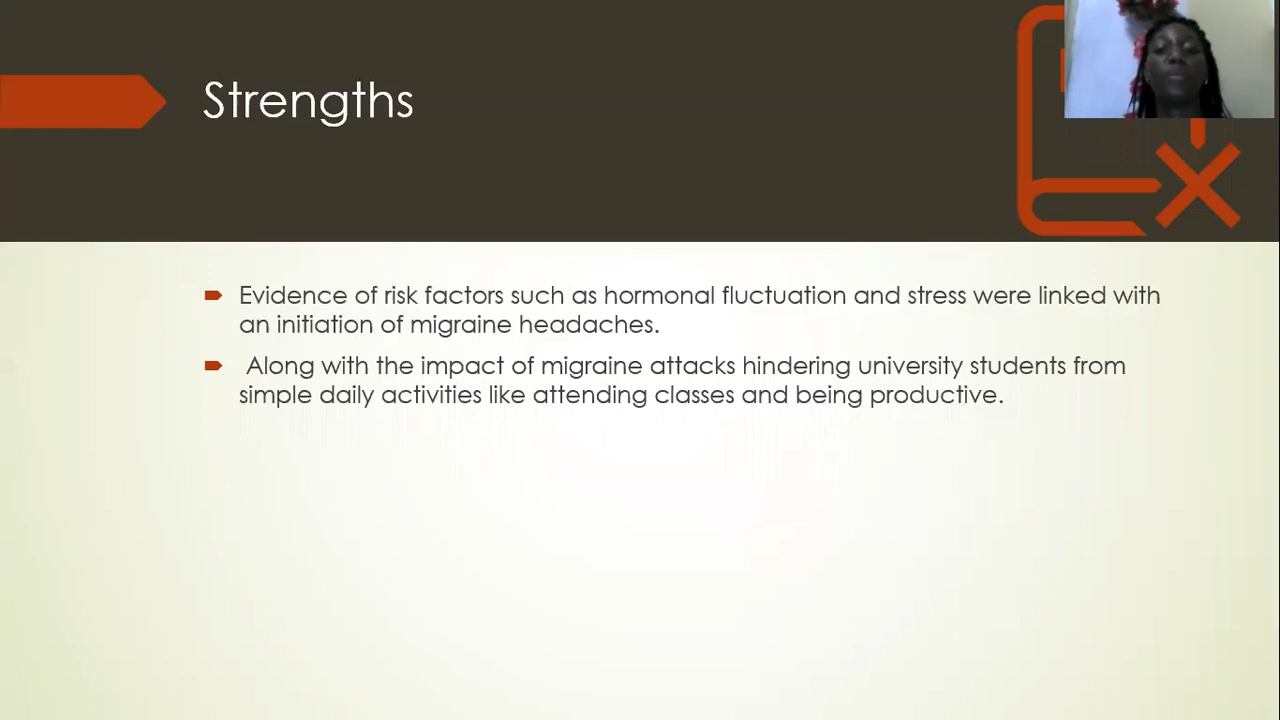 Strengths
Evidence of risk factors such as hormonal fluctuation and stress were linked with
an initiation of migraine headaches.
Along with the impact of migraine attacks hindering university students from
simple daily activities like attending classes and being productive.